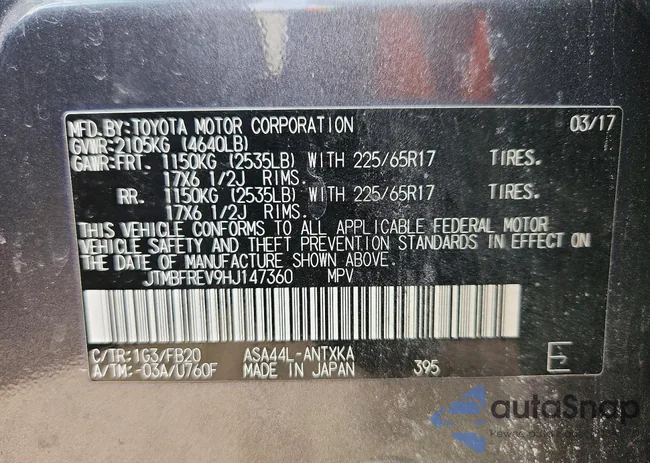 MFD.BY:TOYOTA MOTOR CORPORATION 03/17
GVWR:2105KG (4640LB)
GAWR:FRT. 1150KG (2535LB) WITH 225/65R17 TIRES.
17X6 1/2J RIMS.
RR. 1150KG (2535LB) WITH 225/65R17 TIRES.
17X6 1/2J RIMS.
THIS VEHICLE CONFORMS TO ALL APPLICABLE FEDERAL MOTOR
VEHICLE SAFETY AND THEFT PREVENTION STANDARDS IN EFFECT ON
THE DATE OF MANUFACTURE SHOWN ABOVE.
JTMBFREV9HJ147360 MPV
C/TR:1G3/FB20 ASA44L-ANTXKA
A/TM:-03A/U760F MADE IN JAPAN 395 E2
autoSnap